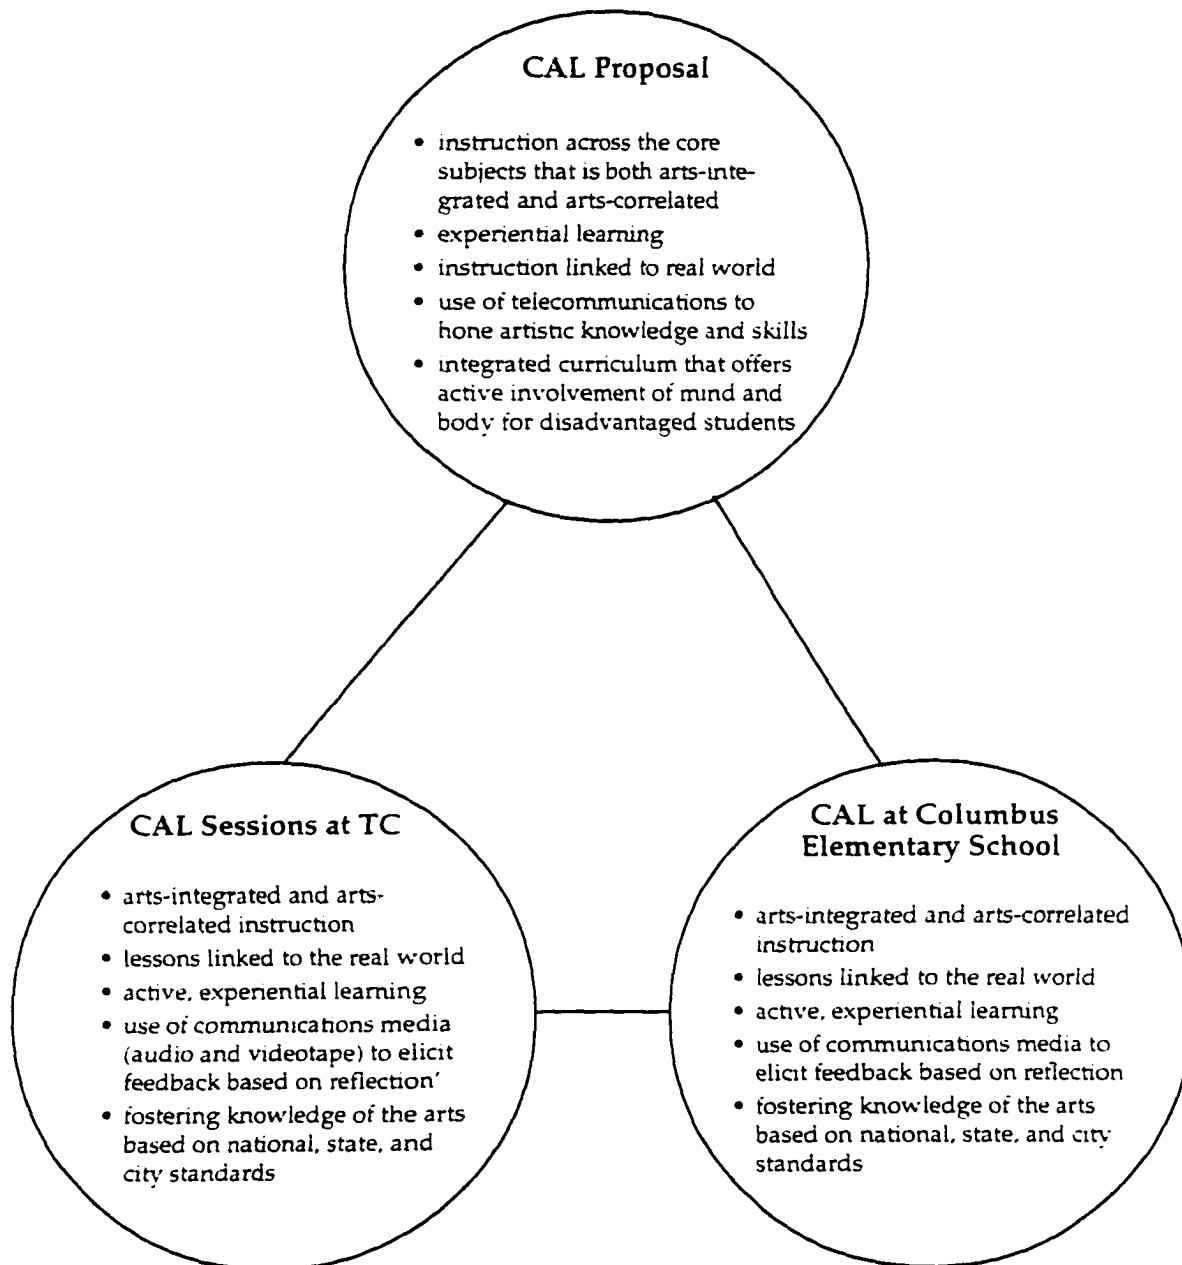 CAL Proposal
• instruction across the core
subjects that is both arts-inte-
grated and arts-correlated
• experiential learning
• instruction linked to real world
• use of telecommunications to
hone artistic knowledge and skills
• integrated curriculum that offers
active involvement of mind and
body for disadvantaged students
CAL Sessions at TC
• arts-integrated and arts-
correlated instruction
• lessons linked to the real world
• active, experiential learning
• use of communications media
(audio and videotape) to elicit
feedback based on reflection'
• fostering knowledge of the arts
based on national, state, and
city standards
CAL at Columbus
Elementary School
• arts-integrated and arts-correlated
instruction
• lessons linked to the real world
• active, experiential learning
• use of communications media to
elicit feedback based on reflection
• fostering knowledge of the arts
based on national, state, and city
standards